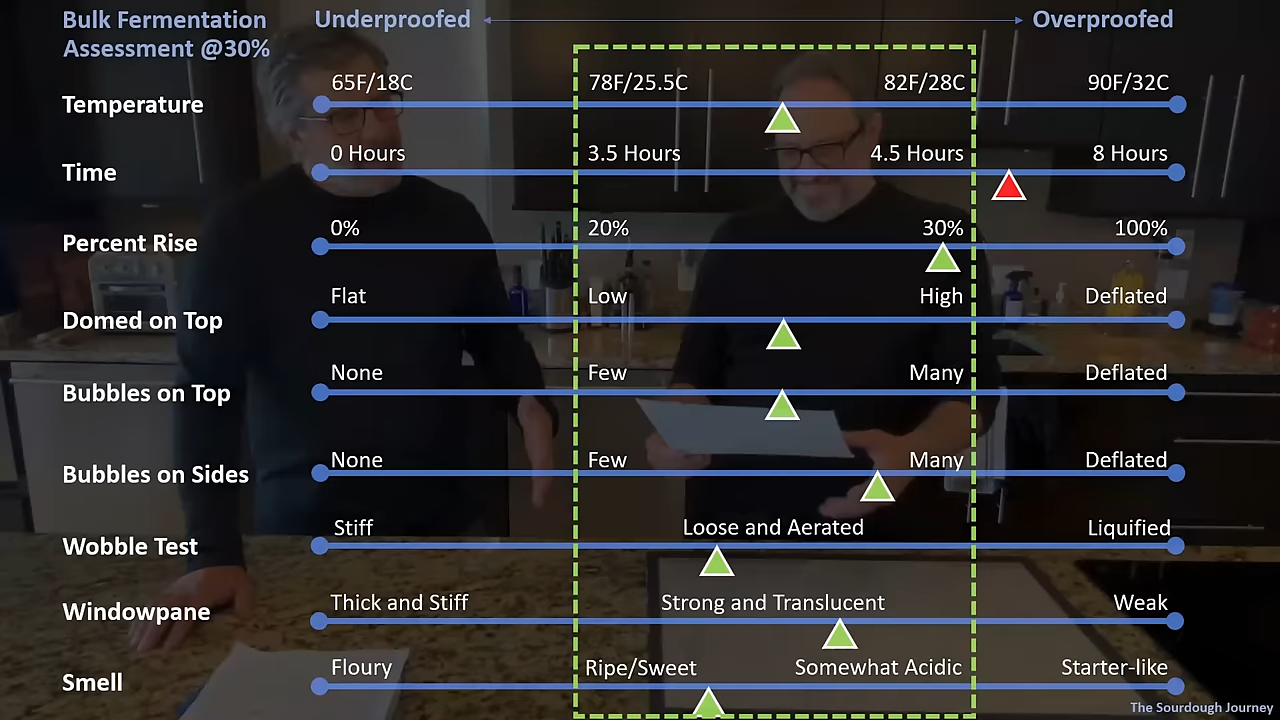 Bulk Fermentation
Assessment @30%
Underproofed
Overproofed
Temperature
65F/18C
78F/25.5C
82F/28C
90F/32C
Time
0 Hours
3.5 Hours
4.5 Hours
8 Hours
Percent Rise
0%
20%
30%
100%
Domed on Top
Flat
Low
High
Deflated
Bubbles on Top
None
Few
Many
Deflated
Bubbles on Sides
None
Few
Many
Deflated
Wobble Test
Stiff
Loose and Aerated
Liquified
Windowpane
Thick and Stiff
Strong and Translucent
Weak
Smell
Floury
Ripe/Sweet
Somewhat Acidic
Starter-like
The Sourdough Journey